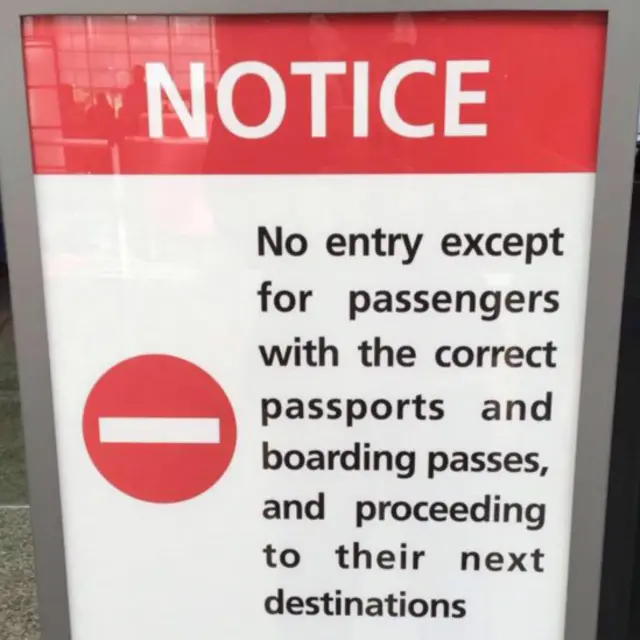 NOTICE
No entry except
for passengers
with the correct
passports and
boarding passes,
and proceeding
to their next
destinations